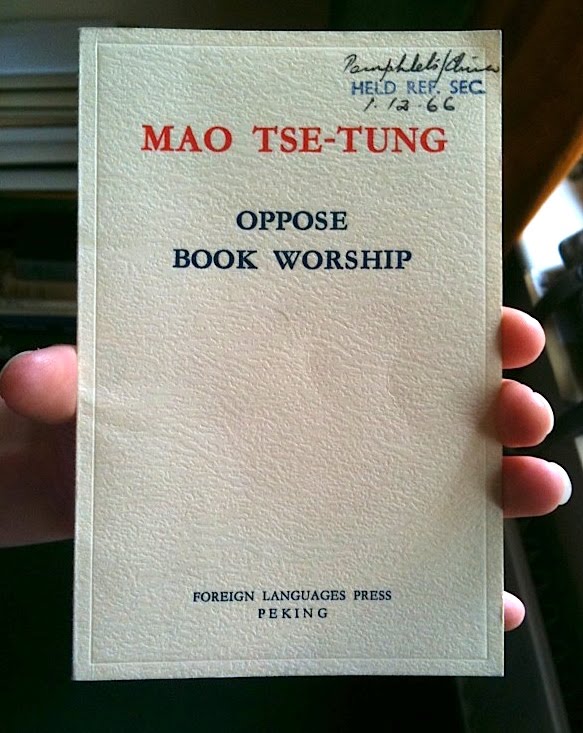 Pamphlets/China
HELD REF. SEC.
1.12.66
MAO TSE-TUNG
OPPOSE
BOOK WORSHIP
FOREIGN LANGUAGES PRESS
PEKING